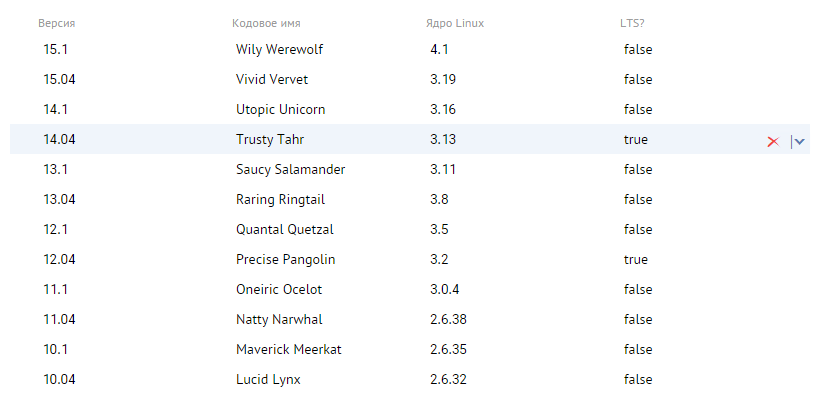 Версия Кодовое имя Ядро Linux LTS?
15.1 Wily Werewolf 4.1 false
15.04 Vivid Vervet 3.19 false
14.1 Utopic Unicorn 3.16 false
14.04 Trusty Tahr 3.13 true
13.1 Saucy Salamander 3.11 false
13.04 Raring Ringtail 3.8 false
12.1 Quantal Quetzal 3.5 false
12.04 Precise Pangolin 3.2 true
11.1 Oneiric Ocelot 3.0.4 false
11.04 Natty Narwhal 2.6.38 false
10.1 Maverick Meerkat 2.6.35 false
10.04 Lucid Lynx 2.6.32 false